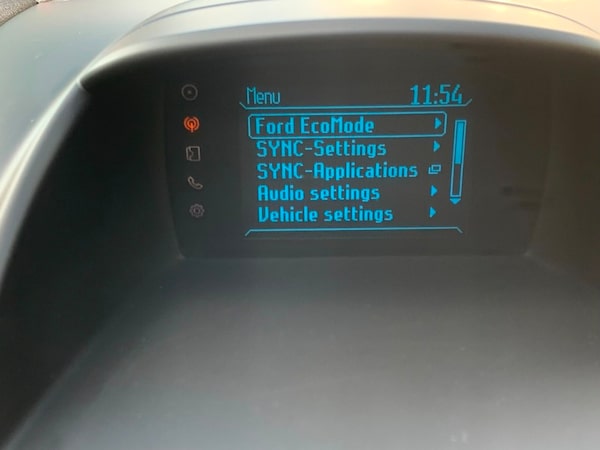 Menu 11:54
Ford EcoMode
SYNC-Settings
SYNC-Applications
Audio settings
Vehicle settings